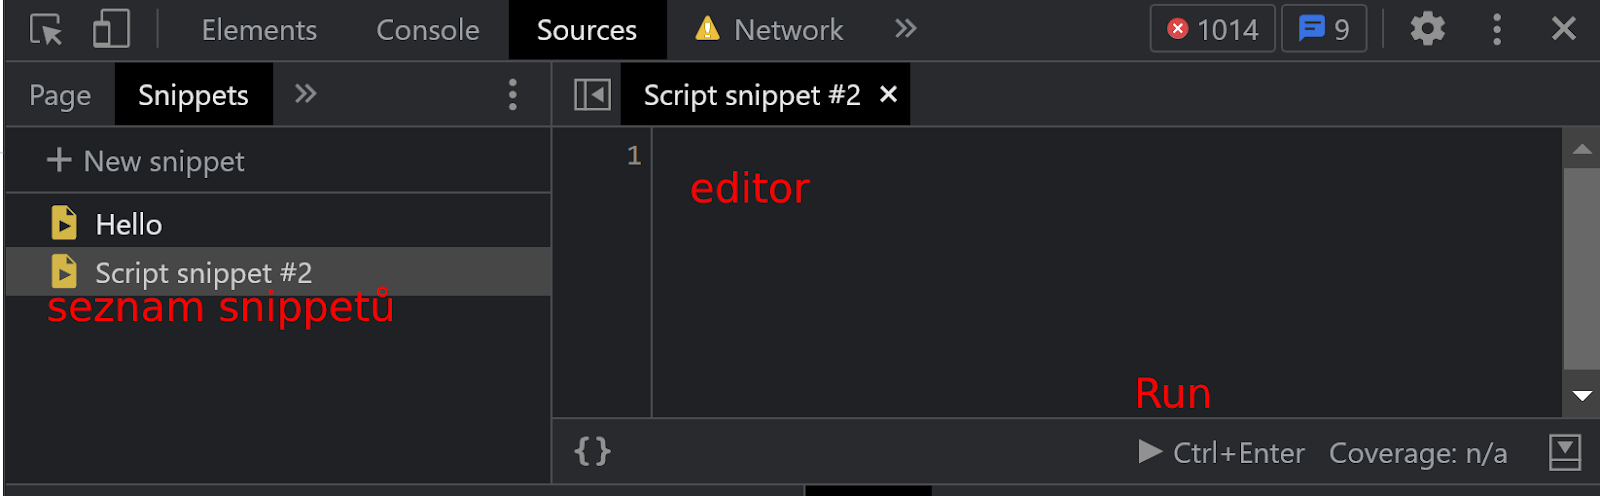 Elements Console Sources Network » 1014 9
Page Snippets » Script snippet #2 ×
+ New snippet
1
editor
Hello
Script snippet #2
seznam snippetů
Run
{} Ctrl+Enter Coverage: n/a